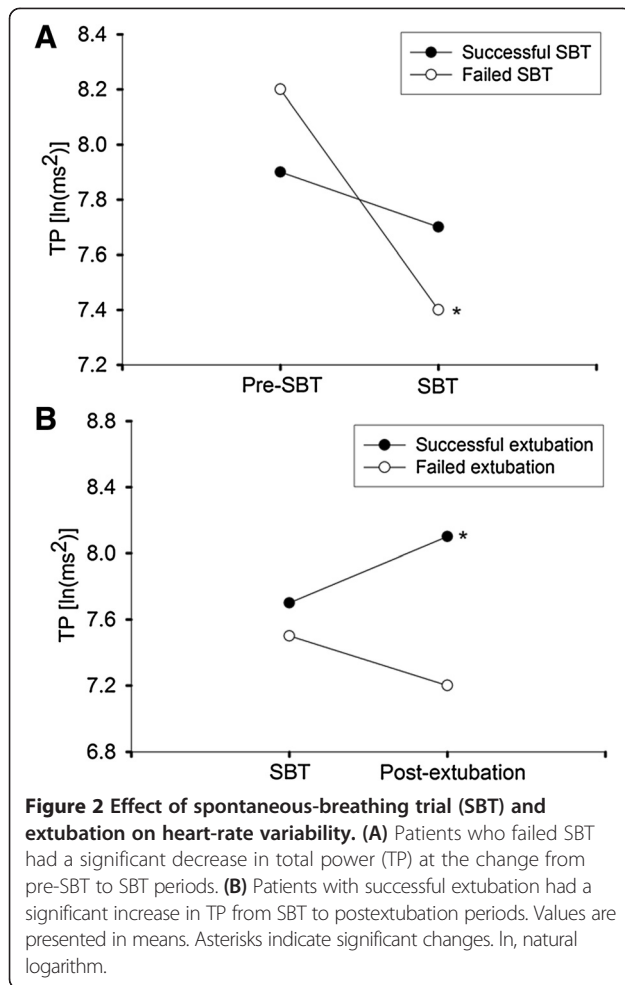 A
8.4
8.2
8.0
7.8
7.6
7.4
7.2
TP [ln(ms²)]
Successful SBT
Failed SBT
*
Pre-SBT SBT
B
8.8
8.4
8.0
7.6
7.2
6.8
TP [ln(ms²)]
Successful extubation
Failed extubation
*
SBT Post-extubation
Figure 2 Effect of spontaneous-breathing trial (SBT) and
extubation on heart-rate variability. (A) Patients who failed SBT
had a significant decrease in total power (TP) at the change from
pre-SBT to SBT periods. (B) Patients with successful extubation had a
significant increase in TP from SBT to postextubation periods. Values are
presented in means. Asterisks indicate significant changes. ln, natural
logarithm.